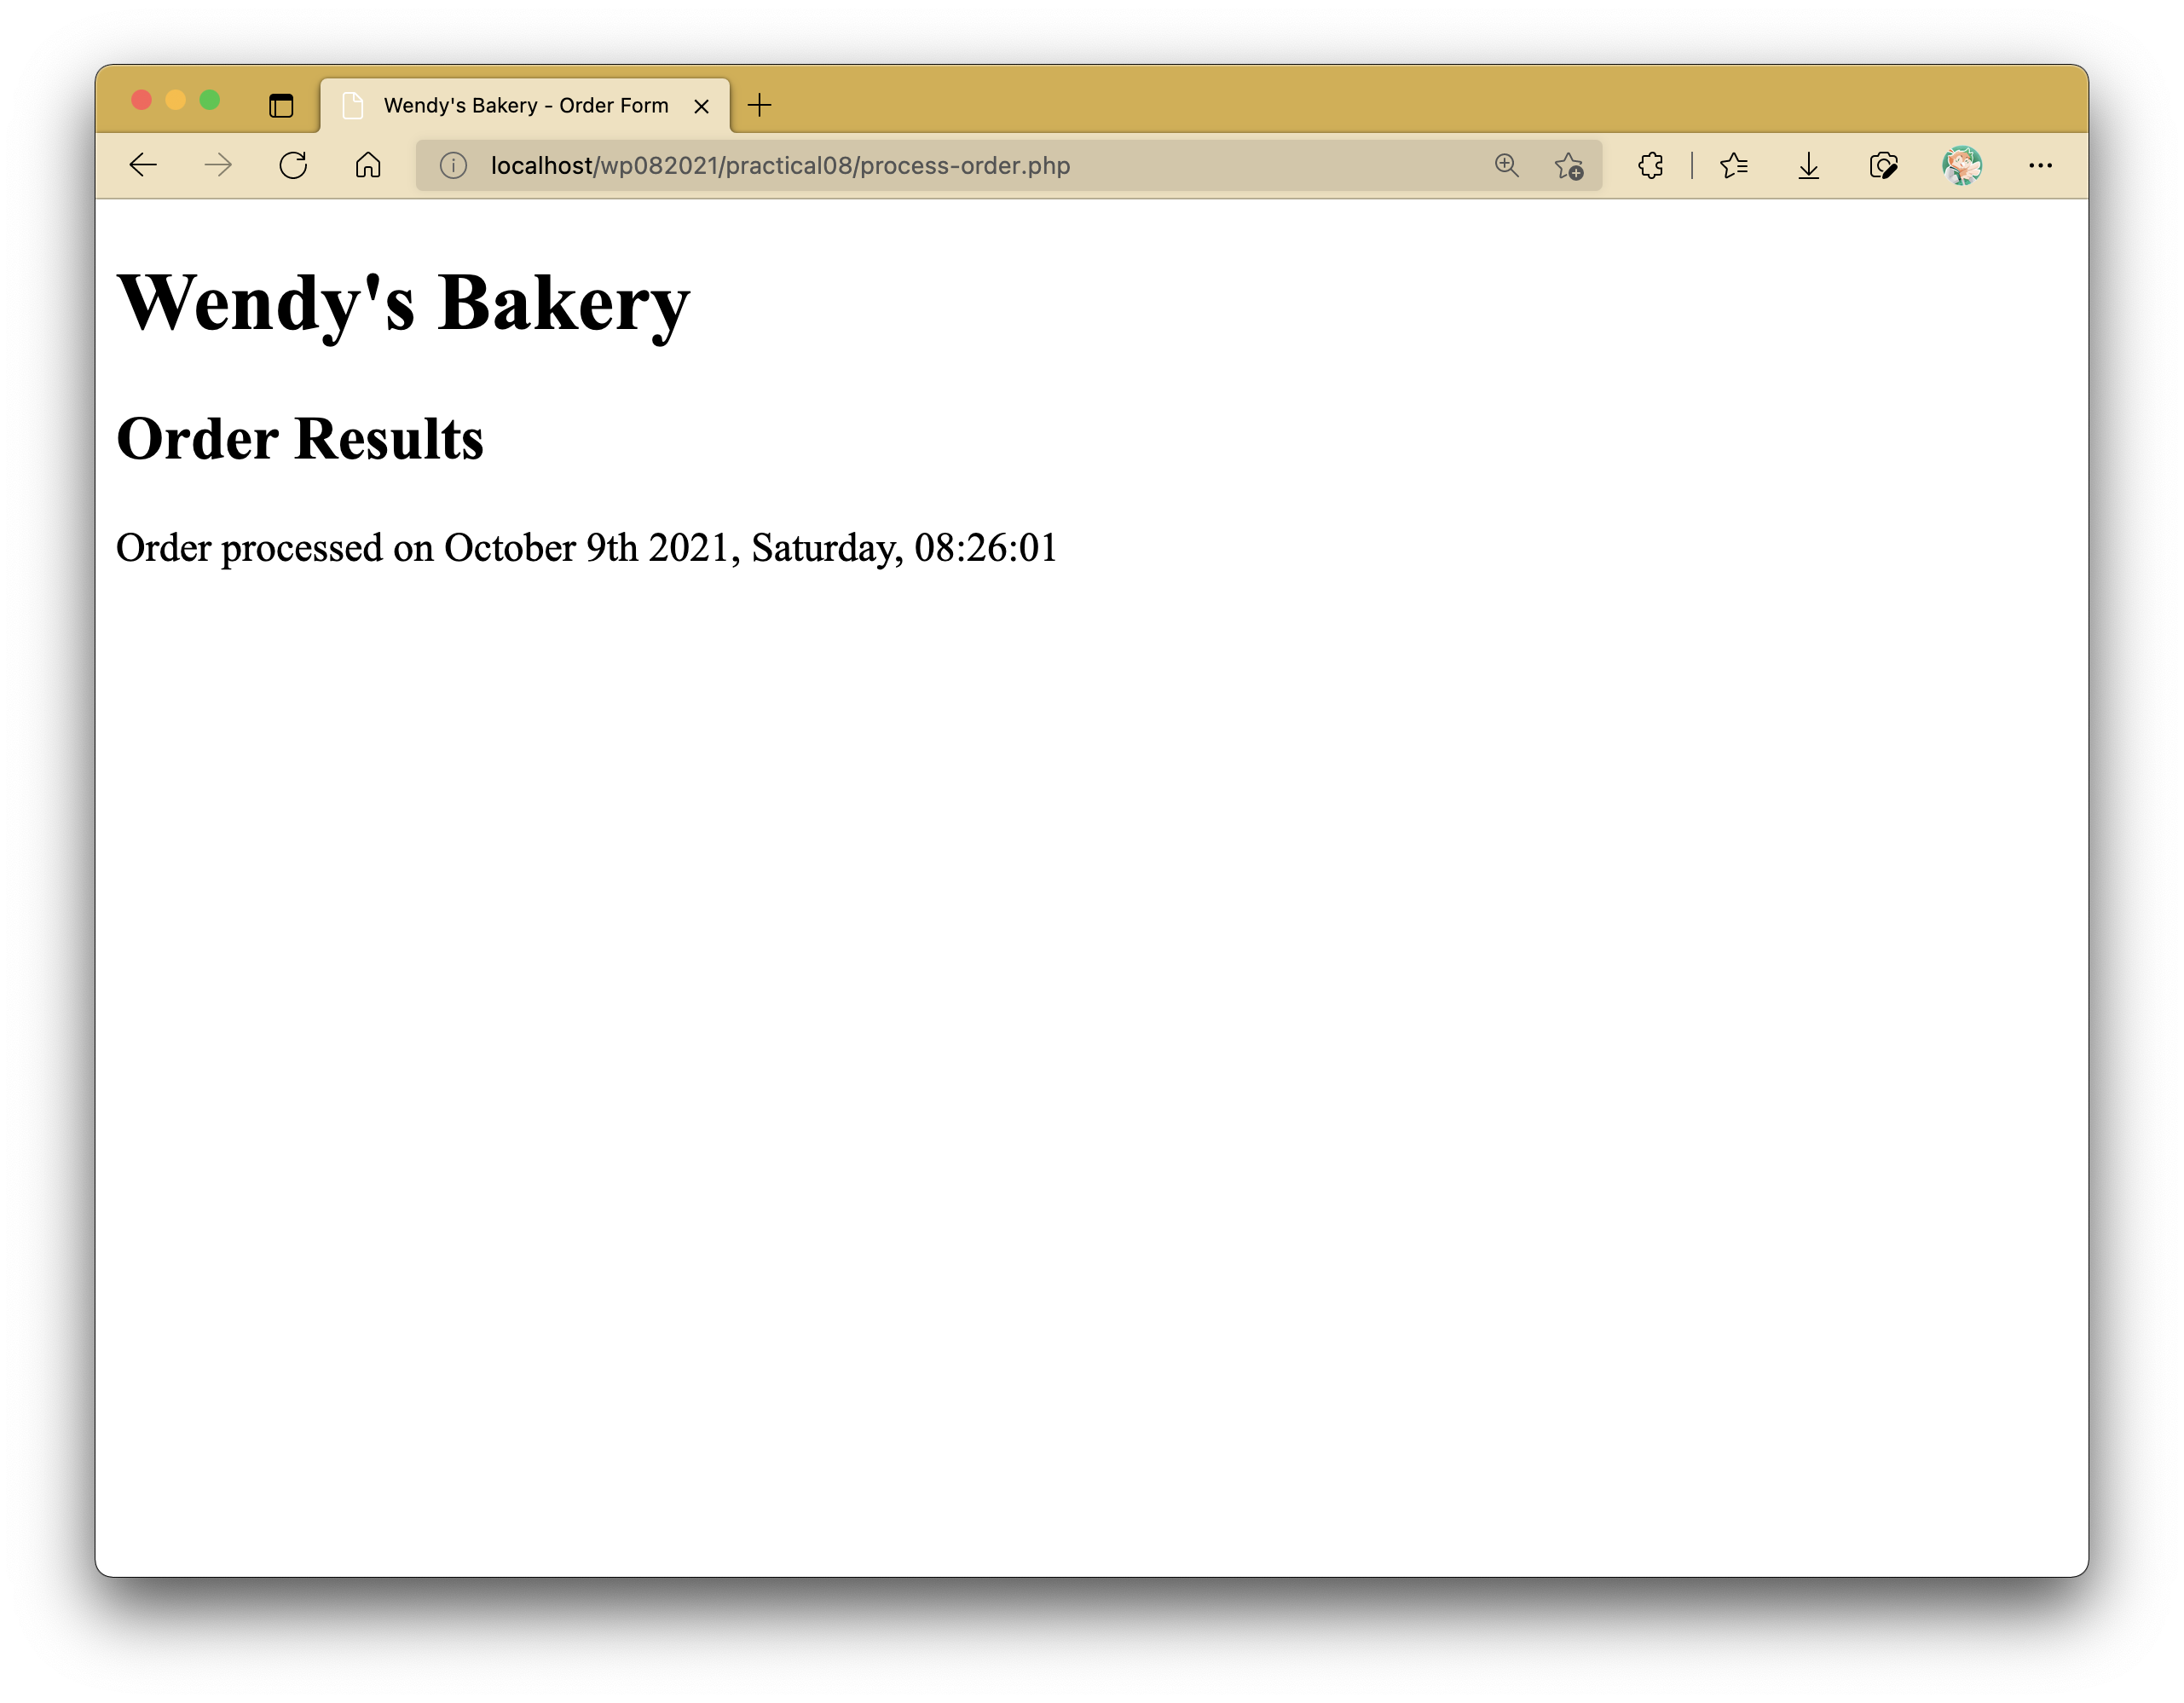 Wendy's Bakery - Order Form
localhost/wp082021/practical08/process-order.php
Wendy's Bakery
Order Results
Order processed on October 9th 2021, Saturday, 08:26:01